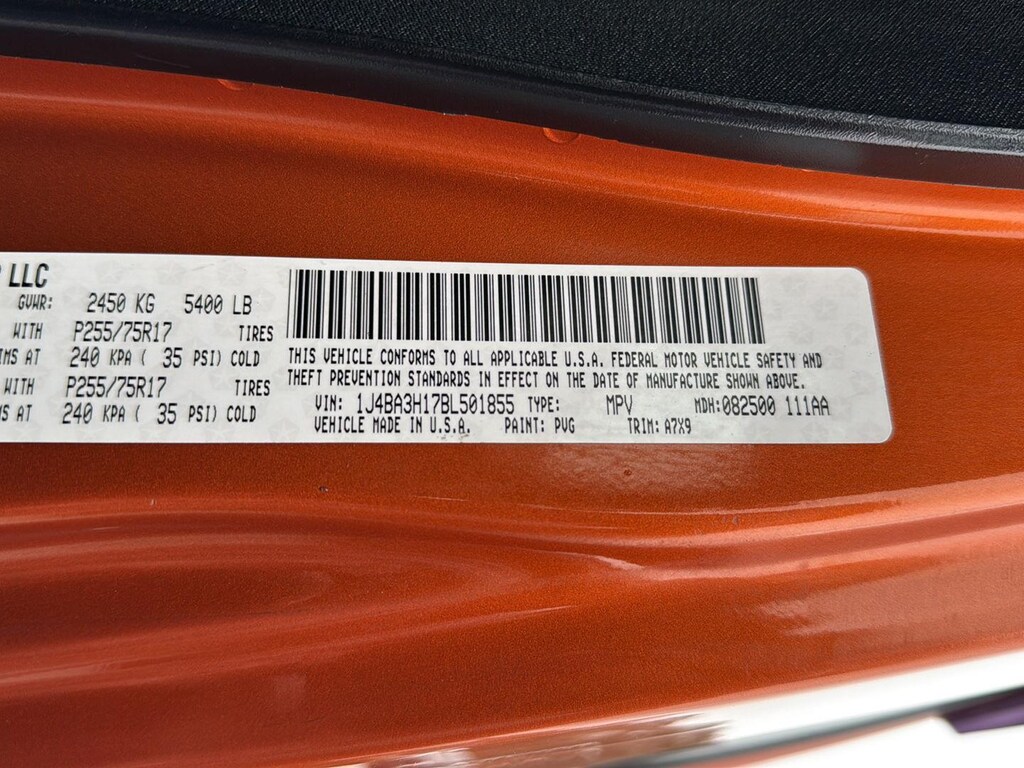 LLC
GVWR: 2450 KG 5400 LB
WITH P255/75R17 TIRES
AT 240 KPA ( 35 PSI) COLD
WITH P255/75R17 TIRES
AT 240 KPA ( 35 PSI) COLD
THIS VEHICLE CONFORMS TO ALL APPLICABLE U.S.A. FEDERAL MOTOR VEHICLE SAFETY AND
THEFT PREVENTION STANDARDS IN EFFECT ON THE DATE OF MANUFACTURE SHOWN ABOVE.
VIN: 1J4BA3H17BL501855 TYPE: MPV MDH:082500 111AA
VEHICLE MADE IN U.S.A. PAINT: PVG TRIM: A7X9